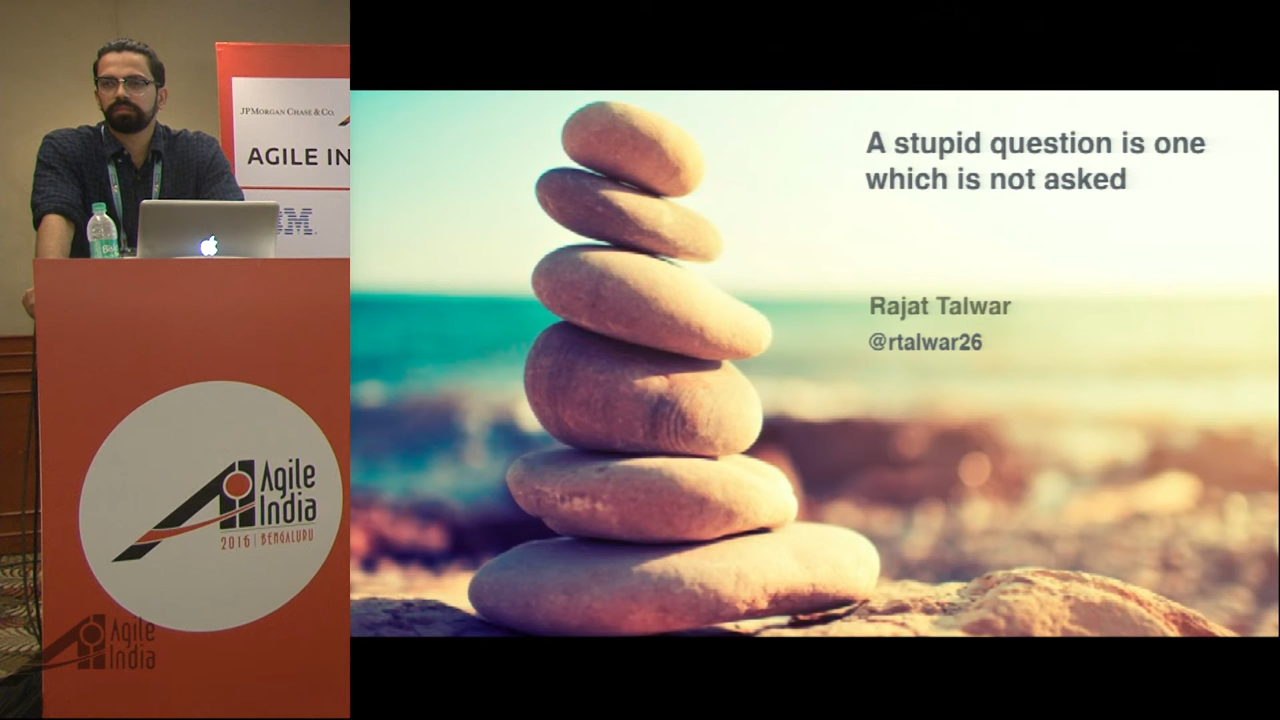 JPMORGAN CHASE & CO.
AGILE IN
Agile
India
2016 | BENGALURU
Agile
India
A stupid question is one
which is not asked
Rajat Talwar
@rtalwar26